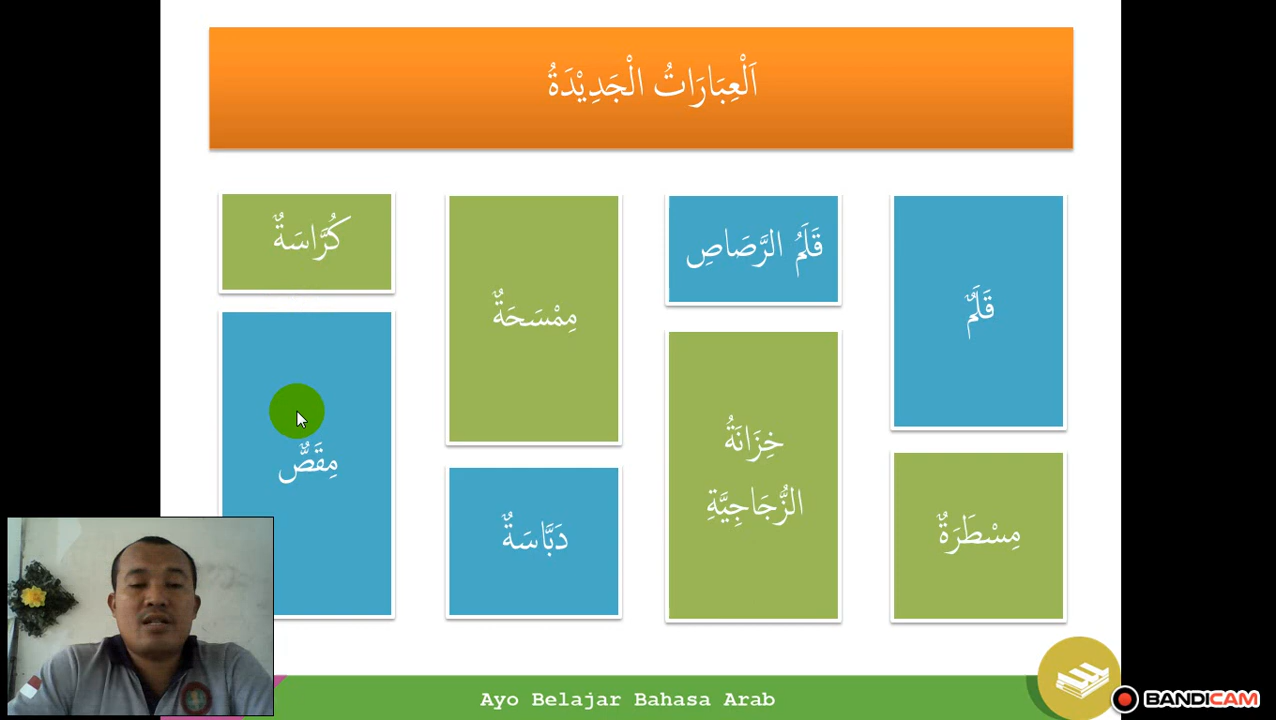 اَلْعِبَارَاتُ الْجَدِيْدَةُ
قَلَمٌ
قَلَمُ الرَّصَاصِ
مِمْسَحَةٌ
كُرَّاسَةٌ
مِسْطَرَةٌ
خِزَانَةُ
الزُّجَاجِيَّةِ
دَبَّاسَةٌ
مِقَصٌّ
Ayo Belajar Bahasa Arab
BANDICAM